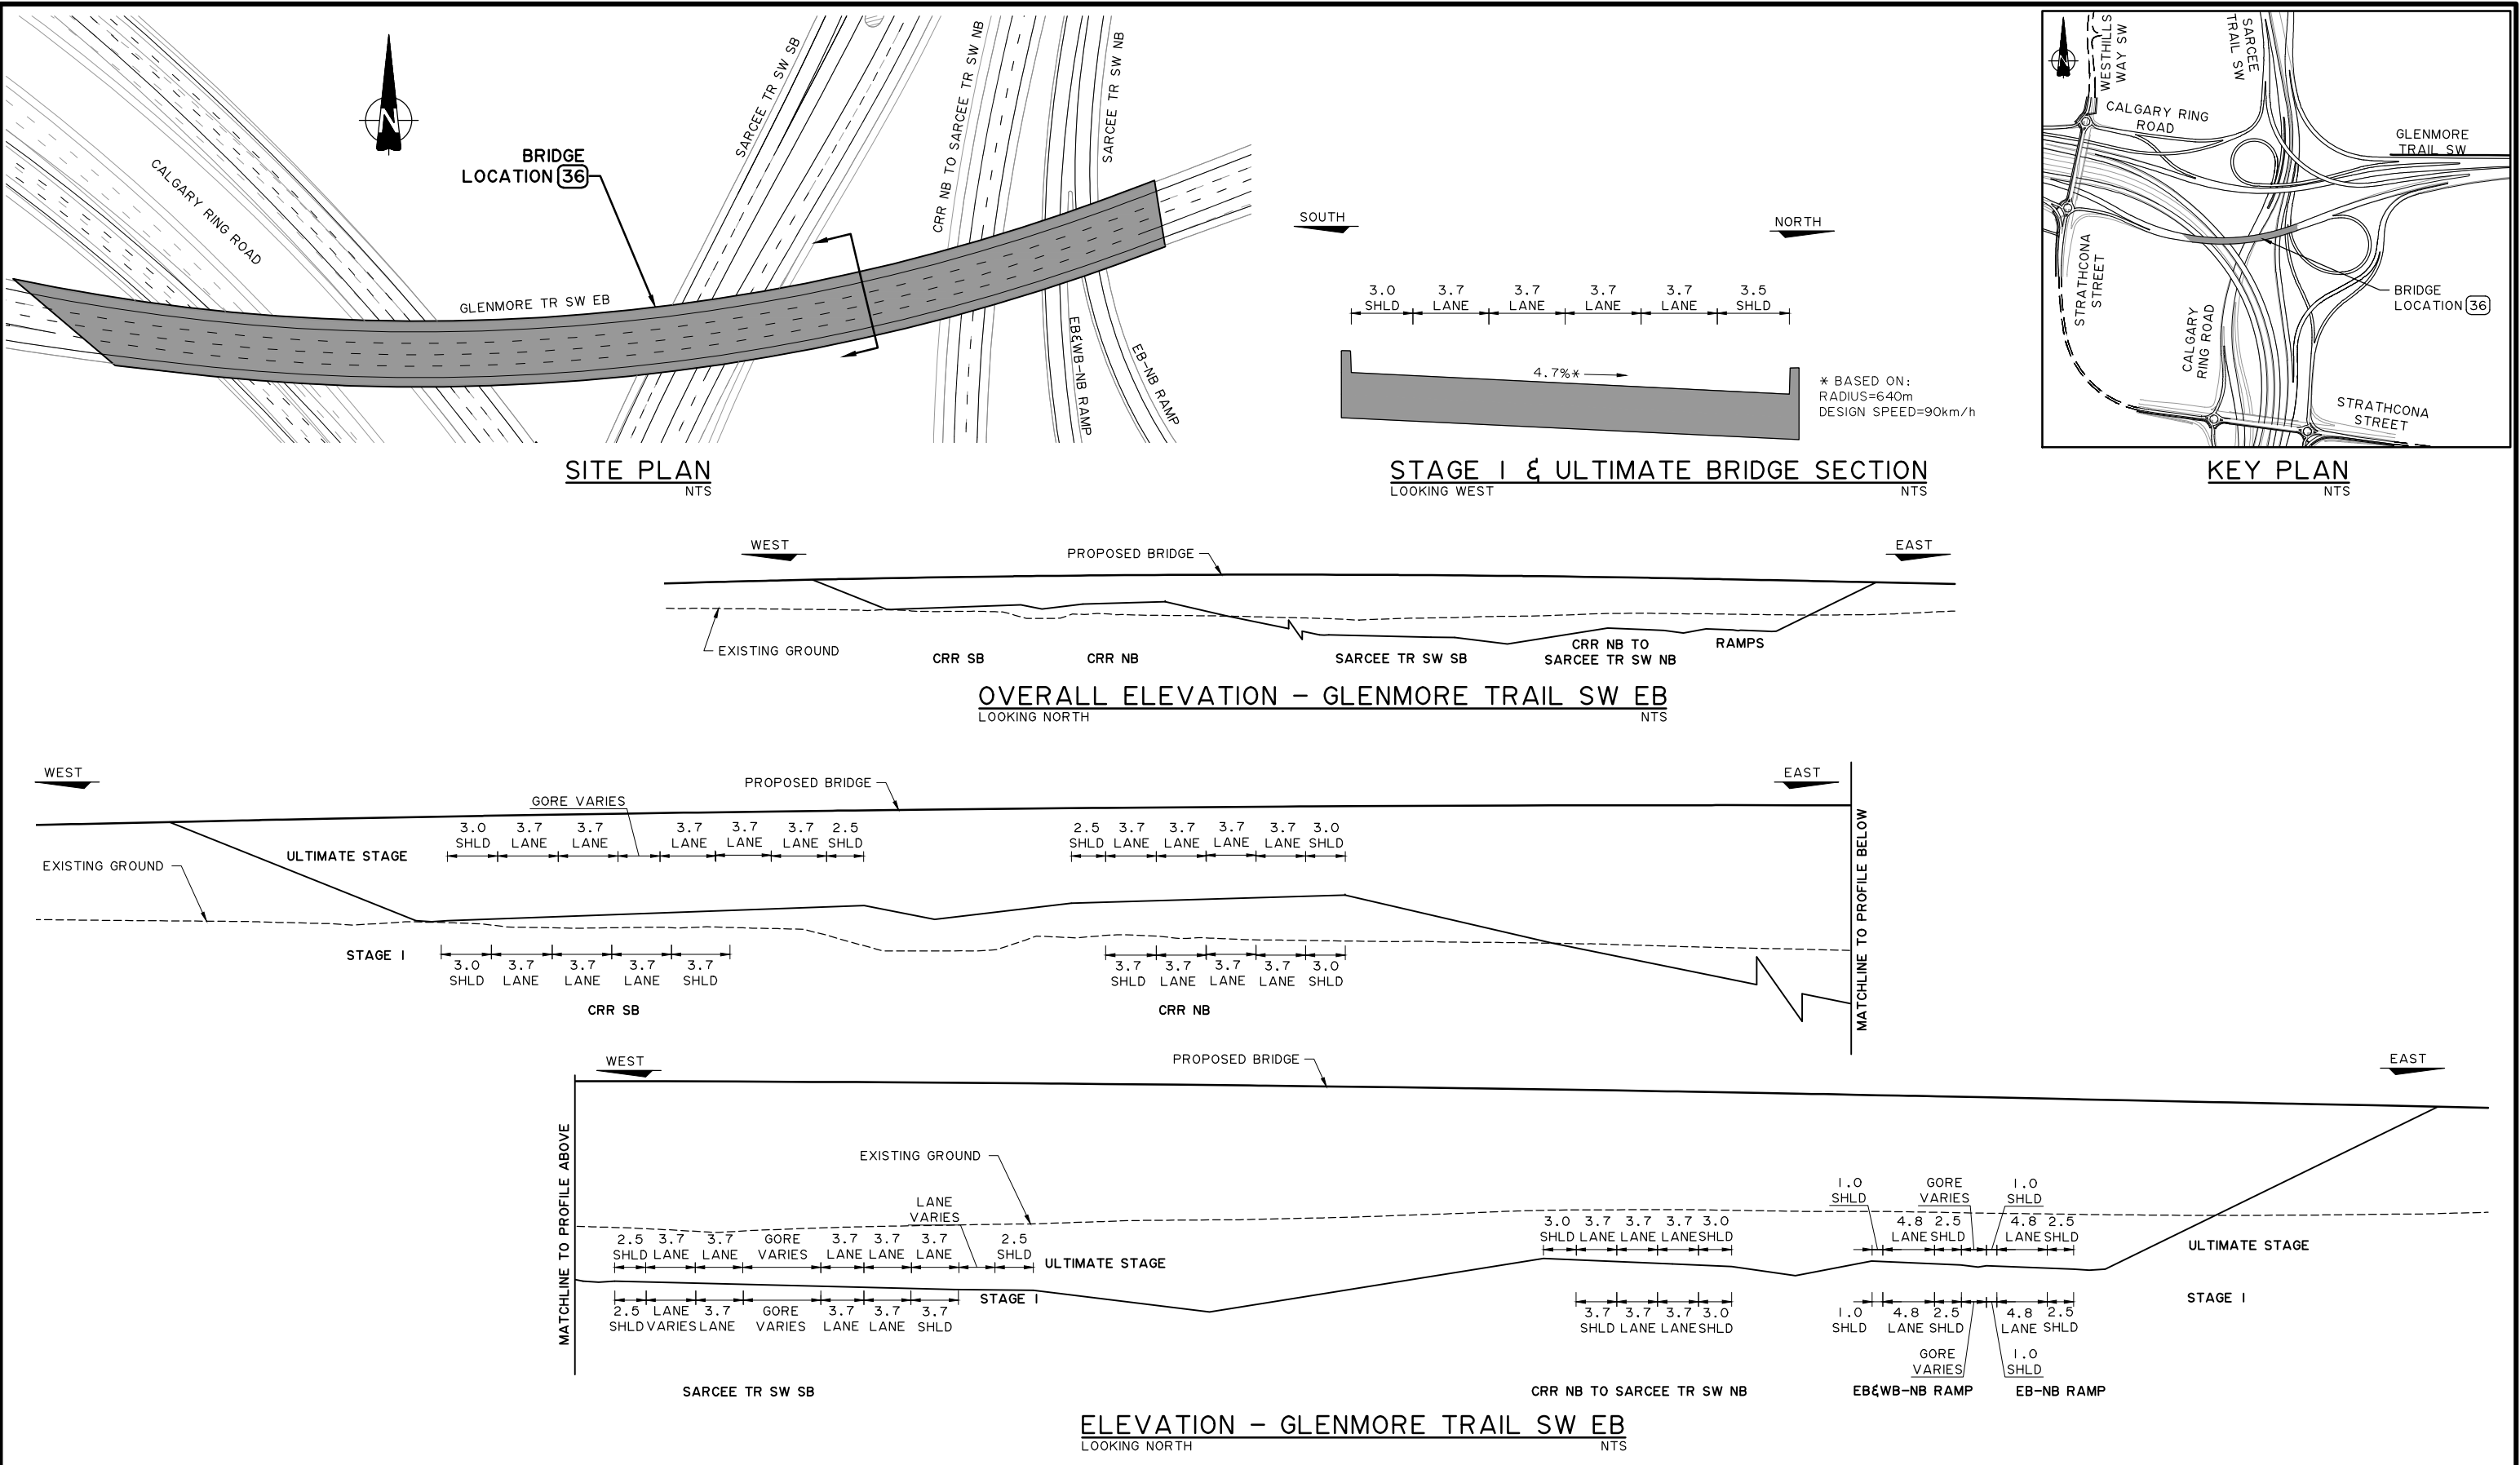 N
BRIDGE
LOCATION 36
CALGARY RING ROAD
GLENMORE TR SW EB
SARCEE TR SW SB
CRR NB TO SARCEE TR SW NB
SARCEE TR SW NB
EB&WB-NB RAMP
EB-NB RAMP
SITE PLAN
NTS
SOUTH
NORTH
3.0 3.7 3.7 3.7 3.7 3.5
SHLD LANE LANE LANE LANE SHLD
4.7%*
* BASED ON:
RADIUS=640m
DESIGN SPEED=90km/h
STAGE 1 & ULTIMATE BRIDGE SECTION
LOOKING WEST NTS
N
WESTHILLS
WAY SW
SARCEE
TRAIL SW
CALGARY RING
ROAD
GLENMORE
TRAIL SW
STRATHCONA
STREET
CALGARY
RING ROAD
BRIDGE
LOCATION 36
STRATHCONA
STREET
KEY PLAN
NTS
WEST
PROPOSED BRIDGE
EAST
EXISTING GROUND
CRR SB
CRR NB
SARCEE TR SW SB
CRR NB TO
SARCEE TR SW NB
RAMPS
OVERALL ELEVATION - GLENMORE TRAIL SW EB
LOOKING NORTH NTS
WEST
PROPOSED BRIDGE
EAST
GORE VARIES
3.0 3.7 3.7 3.7 3.7 3.7 2.5
SHLD LANE LANE LANE LANE LANE SHLD
2.5 3.7 3.7 3.7 3.7 3.0
SHLD LANE LANE LANE LANE SHLD
ULTIMATE STAGE
EXISTING GROUND
STAGE 1
3.0 3.7 3.7 3.7 3.7
SHLD LANE LANE LANE SHLD
3.7 3.7 3.7 3.7 3.0
SHLD LANE LANE LANE SHLD
CRR SB
CRR NB
MATCHLINE TO PROFILE BELOW
WEST
PROPOSED BRIDGE
EAST
MATCHLINE TO PROFILE ABOVE
EXISTING GROUND
LANE
VARIES
2.5 3.7 3.7 GORE 3.7 3.7 3.7 2.5
SHLD LANE LANE VARIES LANE LANE LANE SHLD
ULTIMATE STAGE
3.0 3.7 3.7 3.7 3.0
SHLD LANE LANE LANE SHLD
1.0
SHLD
GORE
VARIES
1.0
SHLD
4.8 2.5 4.8 2.5
LANE SHLD LANE SHLD
ULTIMATE STAGE
STAGE 1
2.5 LANE 3.7 GORE 3.7 3.7 3.7
SHLD VARIES LANE VARIES LANE LANE SHLD
3.7 3.7 3.7 3.0
SHLD LANE LANE SHLD
1.0 4.8 2.5 4.8 2.5
SHLD LANE SHLD LANE SHLD
GORE
VARIES
1.0
SHLD
STAGE 1
SARCEE TR SW SB
CRR NB TO SARCEE TR SW NB
EB&WB-NB RAMP
EB-NB RAMP
ELEVATION - GLENMORE TRAIL SW EB
LOOKING NORTH NTS